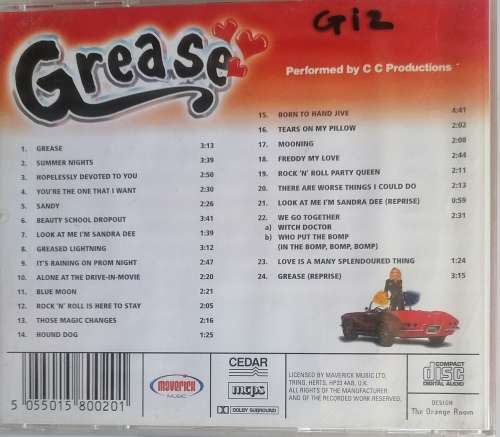 Giz
Grease
Performed by C C Productions
1. GREASE 3:13
2. SUMMER NIGHTS 3:39
3. HOPELESSLY DEVOTED TO YOU 2:50
4. YOU'RE THE ONE THAT I WANT 2:30
5. SANDY 2:26
6. BEAUTY SCHOOL DROPOUT 3:41
7. LOOK AT ME I'M SANDRA DEE 1:39
8. GREASED LIGHTNING 3:12
9. IT'S RAINING ON PROM NIGHT 2:47
10. ALONE AT THE DRIVE-IN-MOVIE 2:20
11. BLUE MOON 2:21
12. ROCK 'N' ROLL IS HERE TO STAY 2:05
13. THOSE MAGIC CHANGES 2:16
14. HOUND DOG 1:25
15. BORN TO HAND JIVE 4:41
16. TEARS ON MY PILLOW 2:02
17. MOONING 2:08
18. FREDDY MY LOVE 2:44
19. ROCK 'N' ROLL PARTY QUEEN 2:11
20. THERE ARE WORSE THINGS I COULD DO 2:13
21. LOOK AT ME I'M SANDRA DEE (REPRISE) 0:59
22. WE GO TOGETHER 2:31
a) WITCH DOCTOR
b) WHO PUT THE BOMP
(IN THE BOMP, BOMP, BOMP)
23. LOVE IS A MANY SPLENDOURED THING 1:24
24. GREASE (REPRISE) 3:15
5 055015 800201
maverick
MUSIC
CEDAR
mcps
DOLBY SURROUND
LICENSED BY MAVERICK MUSIC LTD,
TRING, HERTS, HP23 4AB, U.K.
ALL RIGHTS OF THE MANUFACTURER
AND OF THE RECORDED WORK RESERVED.
COMPACT
disc
DIGITAL AUDIO
DESIGN
The Orange Room